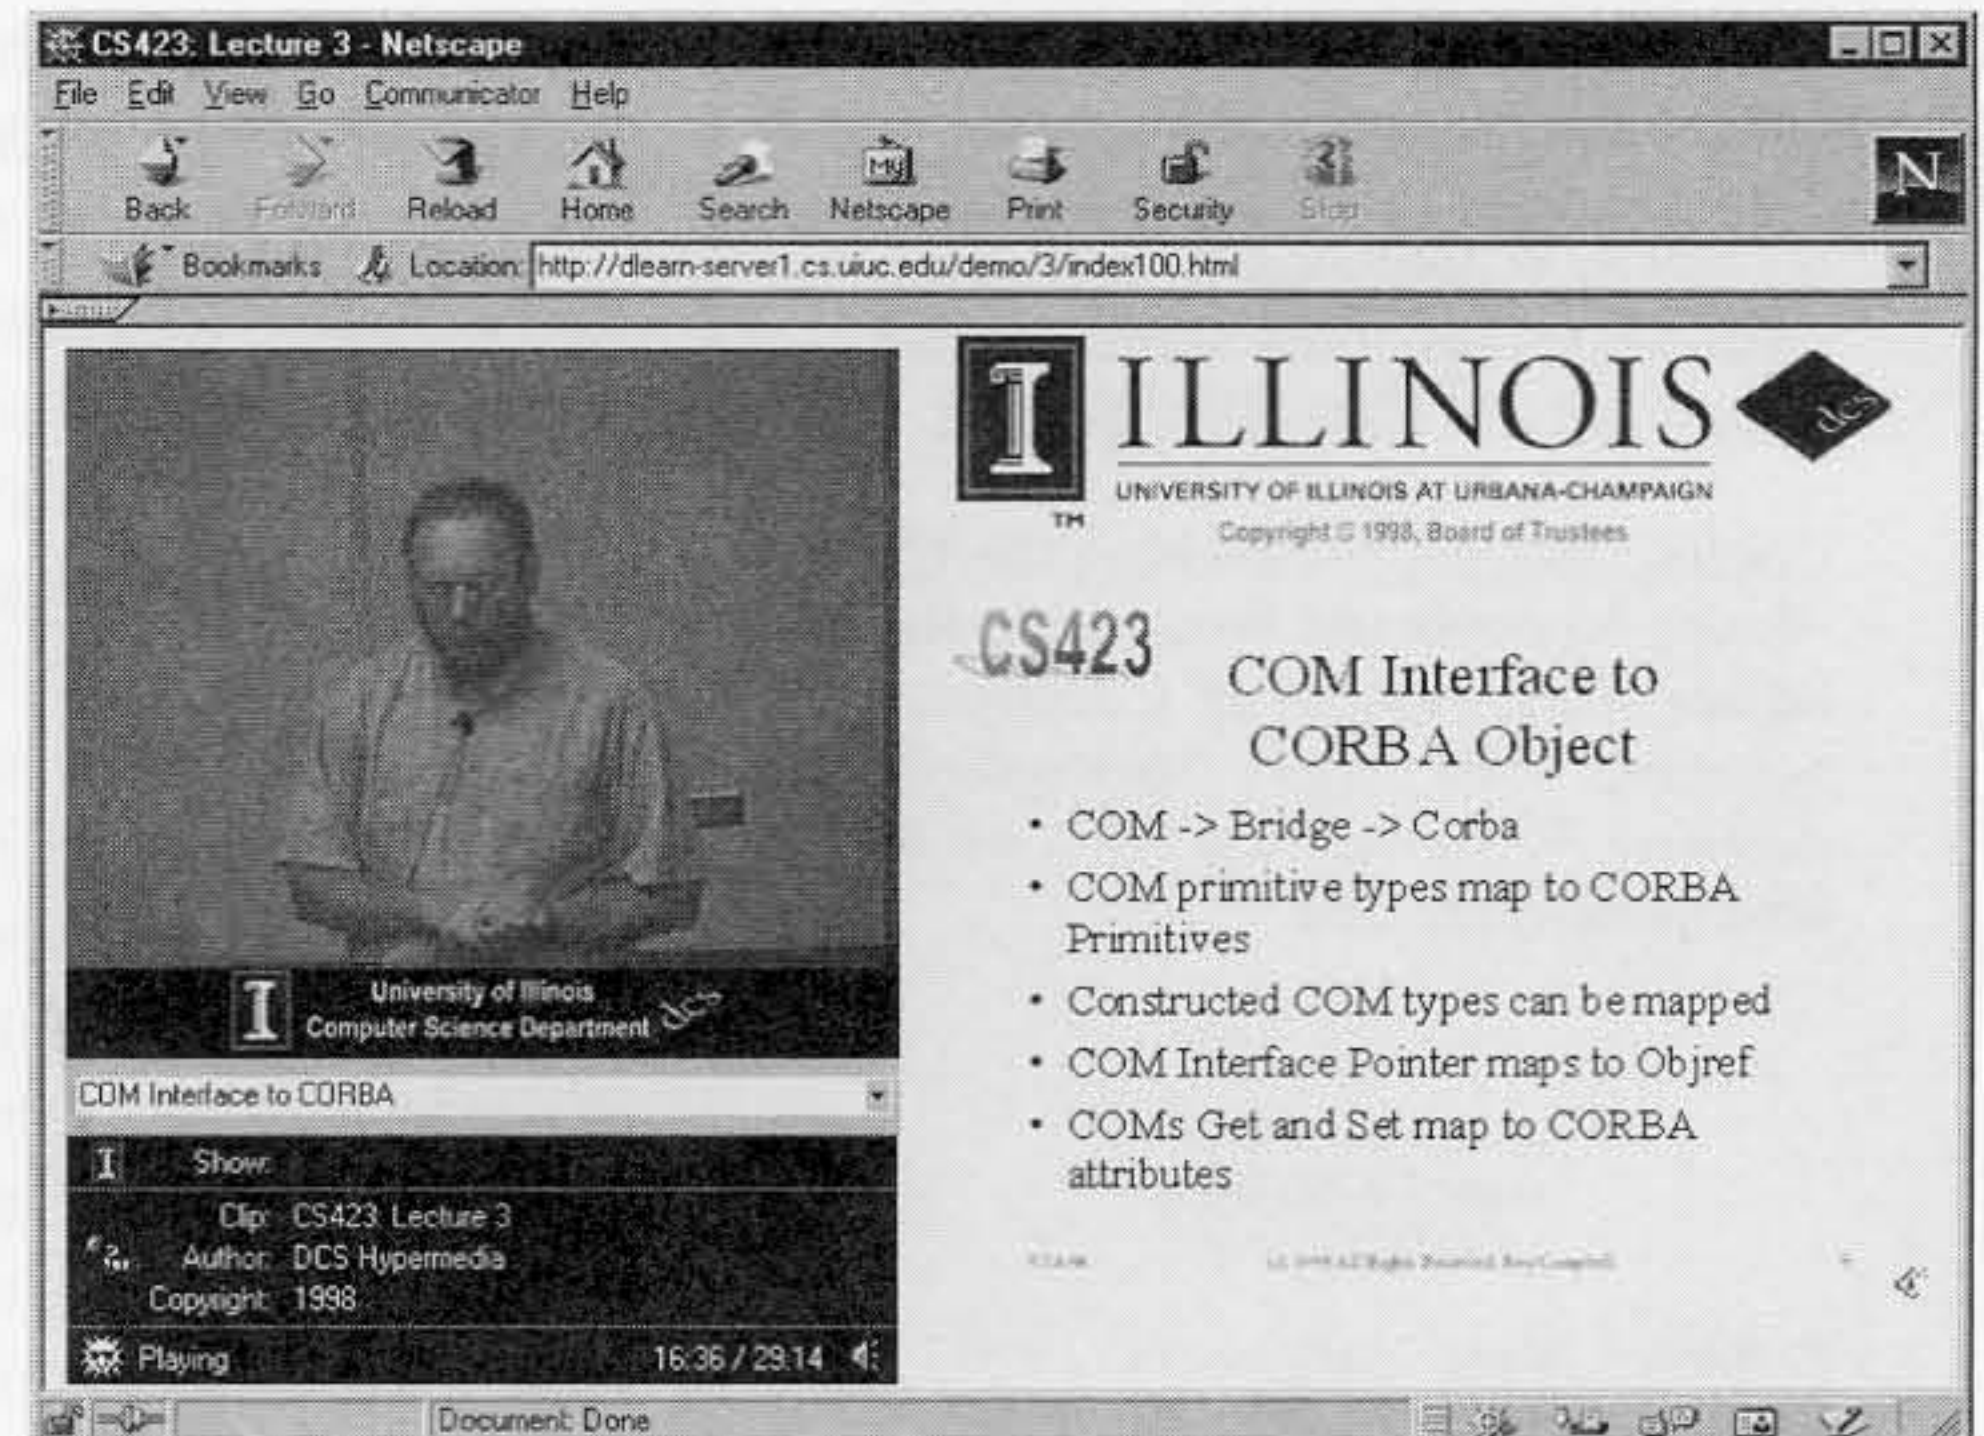 CS423: Lecture 3 - Netscape
File Edit View Go Communicator Help
My
N
Back Forward Reload Home Search Netscape Print Security Stop
Bookmarks Location: http://dlearn-server1.cs.uiuc.edu/demo/3/index100.html
I ILLINOIS dcs
UNIVERSITY OF ILLINOIS AT URBANA-CHAMPAIGN
TM
Copyright © 1998, Board of Trustees
CS423
COM Interface to
CORBA Object
• COM -> Bridge -> Corba
• COM primitive types map to CORBA
Primitives
• Constructed COM types can be mapped
• COM Interface Pointer maps to Objref
• COMs Get and Set map to CORBA
attributes
I University of Illinois
Computer Science Department dcs
COM Interface to CORBA
I Show:
Clip: CS423: Lecture 3
Author: DCS Hypermedia
Copyright: 1998
Playing 16:36 / 29:14
Document: Done